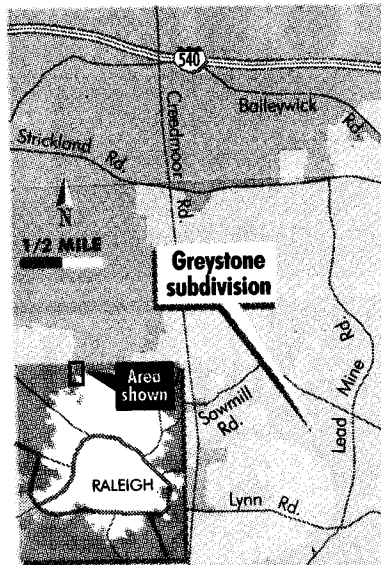 540
Creedmoor Rd.
Baileywick Rd.
Strickland Rd.
N
1/2 MILE
Greystone
subdivision
Lead Mine Rd.
Sawmill
Rd.
Area
shown
RALEIGH
Lynn Rd.